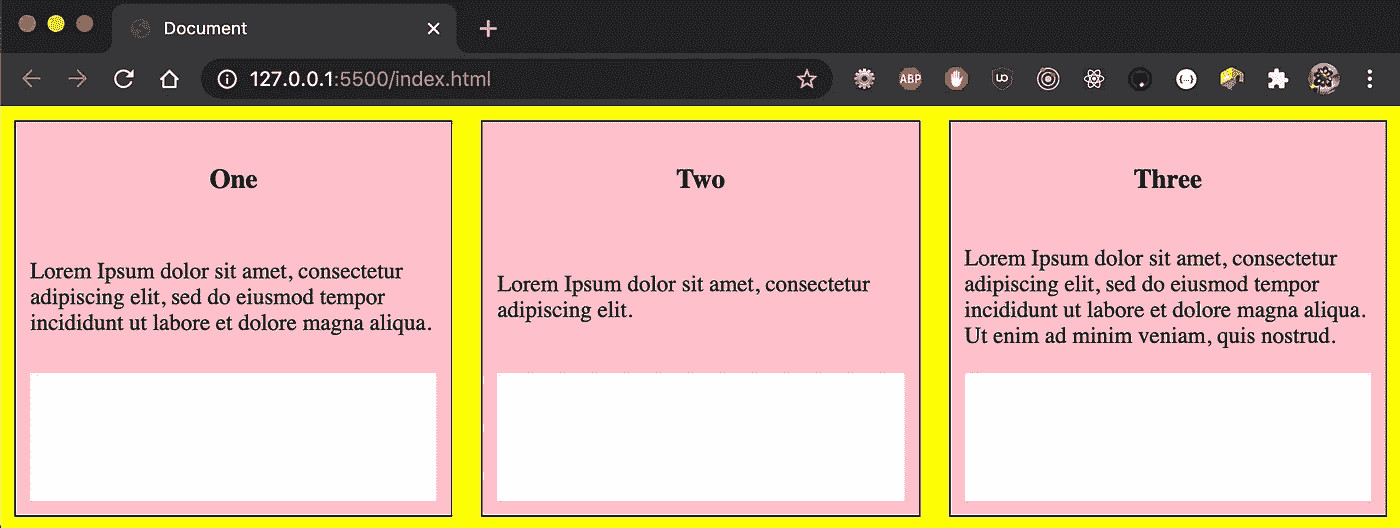 Document
127.0.0.1:5500/index.html
ABP
One
Lorem Ipsum dolor sit amet, consectetur
adipiscing elit, sed do eiusmod tempor
incididunt ut labore et dolore magna aliqua.
Two
Lorem Ipsum dolor sit amet, consectetur
adipiscing elit.
Three
Lorem Ipsum dolor sit amet, consectetur
adipiscing elit, sed do eiusmod tempor
incididunt ut labore et dolore magna aliqua.
Ut enim ad minim veniam, quis nostrud.